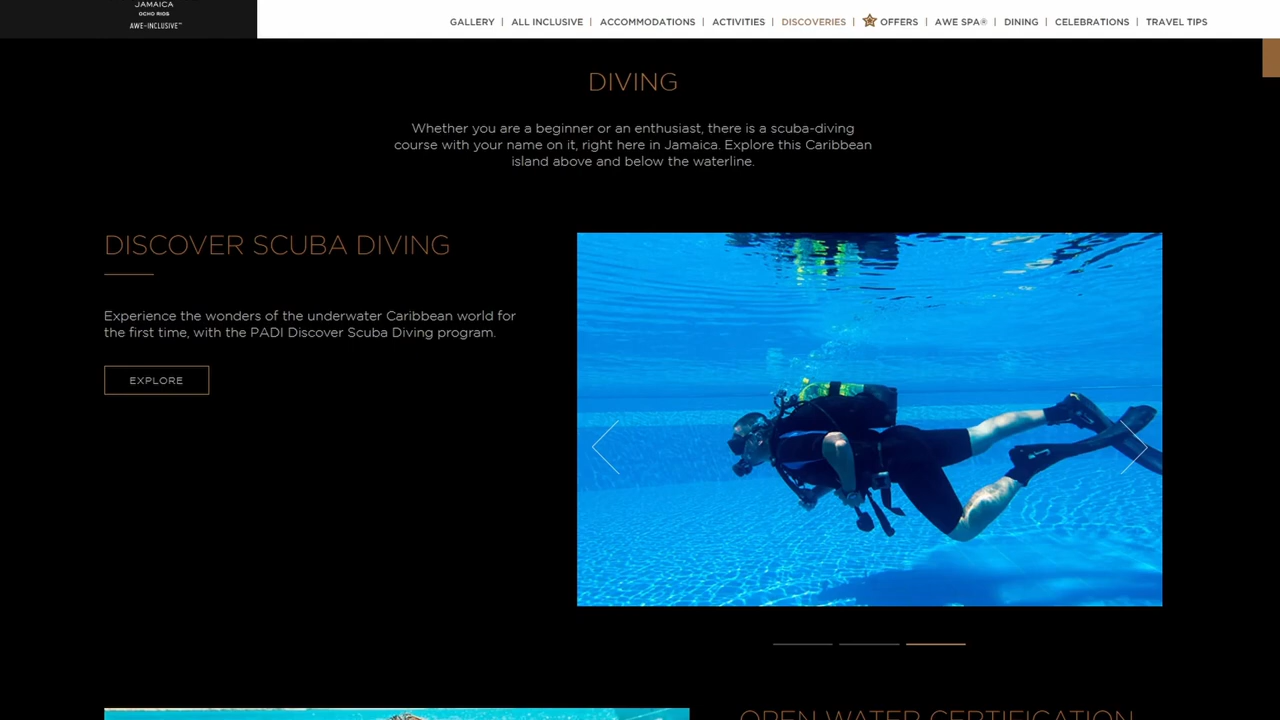 JAMAICA
OCHO RIOS
AWE-INCLUSIVE™
GALLERY | ALL INCLUSIVE | ACCOMMODATIONS | ACTIVITIES | DISCOVERIES | OFFERS | AWE SPA® | DINING | CELEBRATIONS | TRAVEL TIPS
DIVING
Whether you are a beginner or an enthusiast, there is a scuba-diving
course with your name on it, right here in Jamaica. Explore this Caribbean
island above and below the waterline.
DISCOVER SCUBA DIVING
Experience the wonders of the underwater Caribbean world for
the first time, with the PADI Discover Scuba Diving program.
EXPLORE
OPEN WATER CERTIFICATION